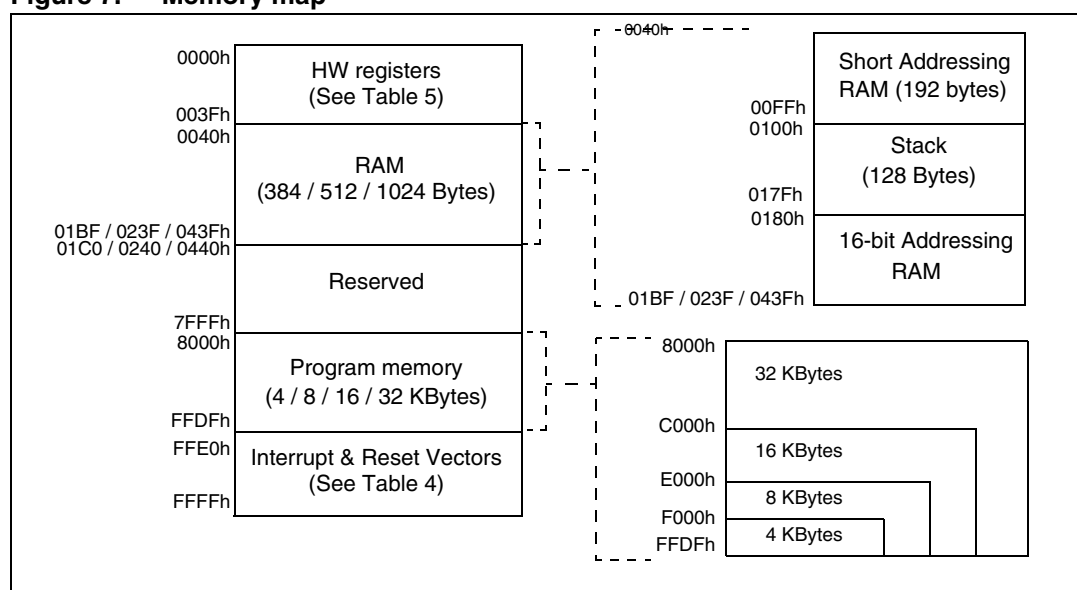 Figure 7. Memory map
0000h
HW registers
(See Table 5)
003Fh
0040h
RAM
(384 / 512 / 1024 Bytes)
01BF / 023F / 043Fh
01C0 / 0240 / 0440h
Reserved
7FFFh
8000h
Program memory
(4 / 8 / 16 / 32 KBytes)
FFDFh
FFE0h
Interrupt & Reset Vectors
(See Table 4)
FFFFh
0040h
Short Addressing
RAM (192 bytes)
00FFh
0100h
Stack
(128 Bytes)
017Fh
0180h
16-bit Addressing
RAM
01BF / 023F / 043Fh
8000h
32 KBytes
C000h
16 KBytes
E000h
8 KBytes
F000h
4 KBytes
FFDFh